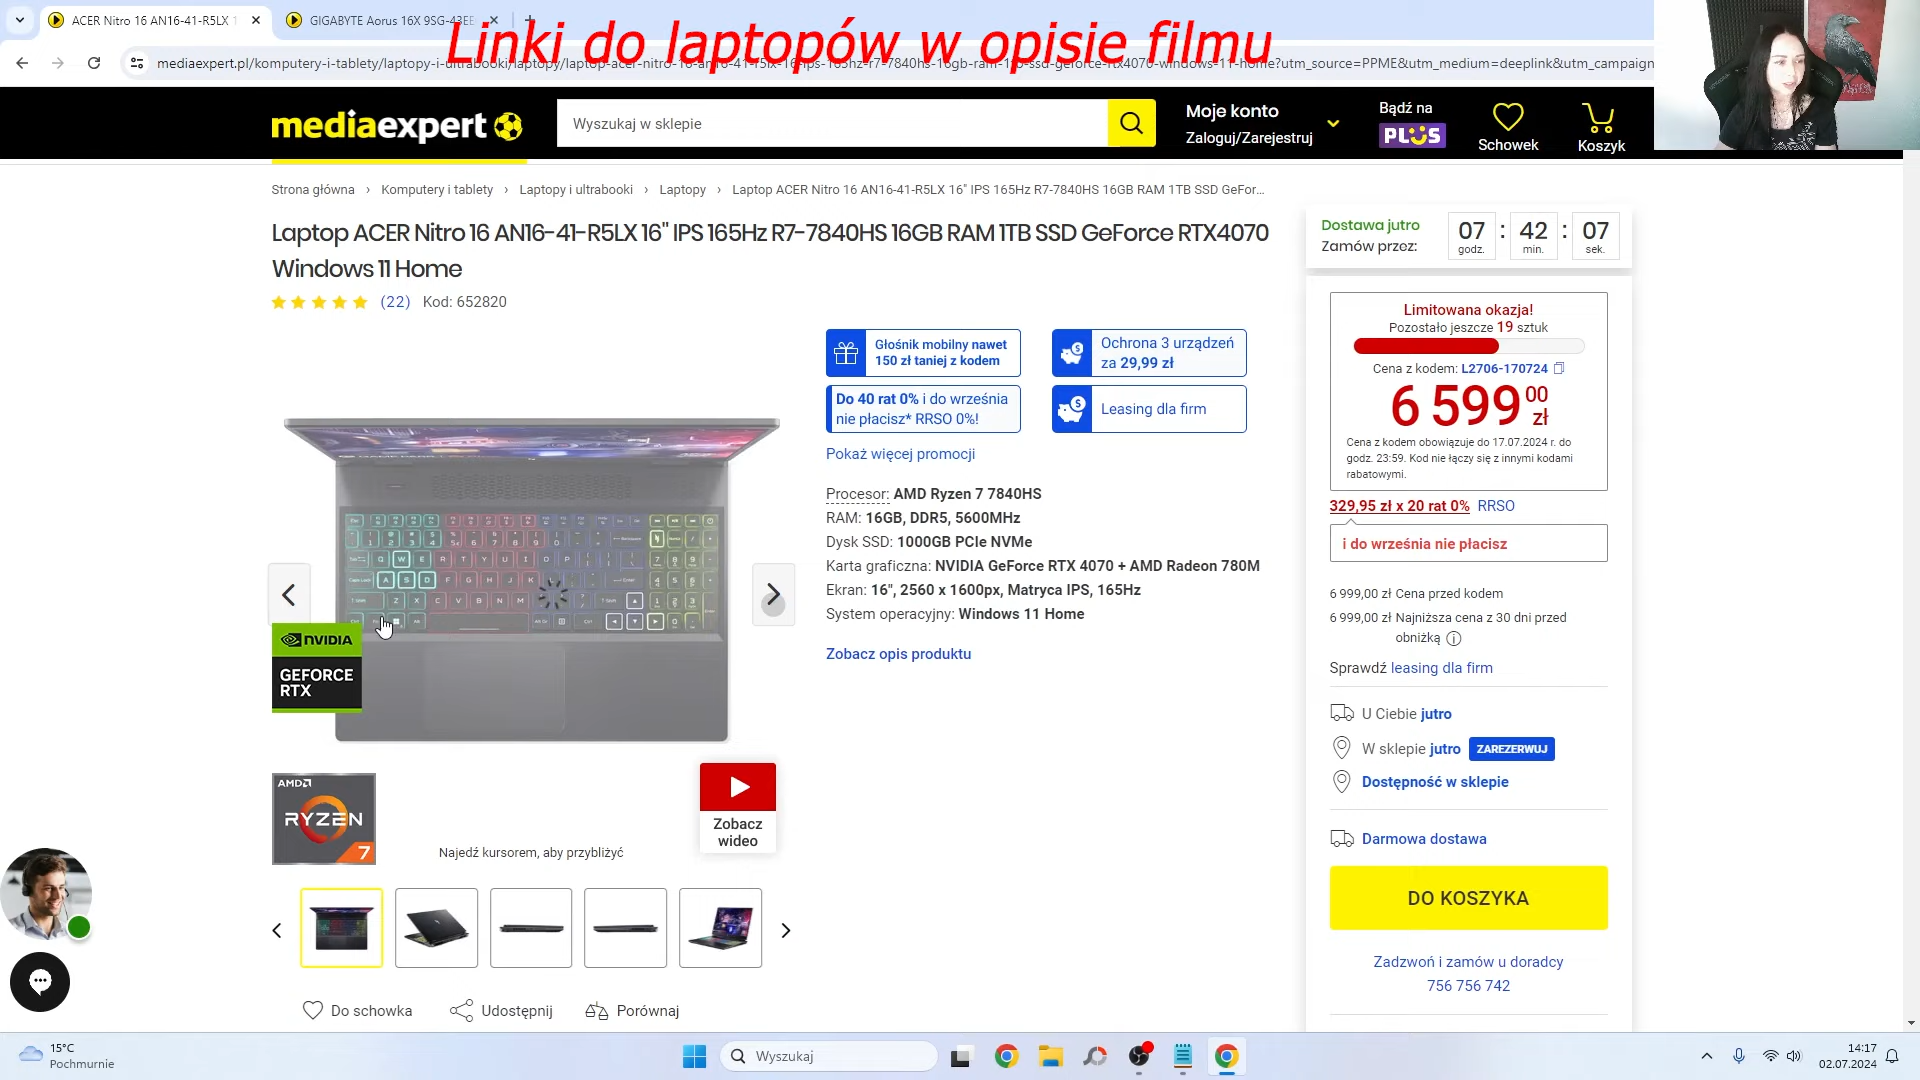 ACER Nitro 16 AN16-41-R5LX 1
GIGABYTE Aorus 16X 9SG-43EE
Linki do laptopów w opisie filmu
mediaexpert.pl/komputery-i-tablety/laptopy-i-ultrabooki/laptopy/laptop-acer-nitro-16-an16-41-r5lx-16-ips-165hz-r7-7840hs-16gb-ram-1tb-ssd-geforce-rtx4070-windows-11-home?utm_source=PPME&utm_medium=deeplink&utm_campaign
mediaexpert
Wyszukaj w sklepie
Moje konto
Zaloguj/Zarejestruj
Bądź na
PLUS
Schowek
Koszyk
Strona główna › Komputery i tablety › Laptopy i ultrabooki › Laptopy › Laptop ACER Nitro 16 AN16-41-R5LX 16" IPS 165Hz R7-7840HS 16GB RAM 1TB SSD GeFor...
Laptop ACER Nitro 16 AN16-41-R5LX 16" IPS 165Hz R7-7840HS 16GB RAM 1TB SSD GeForce RTX4070
Windows 11 Home
(22) Kod: 652820
Dostawa jutro
Zamów przez:
07 : 42 : 07
godz. min. sek.
Głośnik mobilny nawet
150 zł taniej z kodem
Ochrona 3 urządzeń
za 29,99 zł
Do 40 rat 0% i do września
nie płacisz* RRSO 0%!
Leasing dla firm
Pokaż więcej promocji
Procesor: AMD Ryzen 7 7840HS
RAM: 16GB, DDR5, 5600MHz
Dysk SSD: 1000GB PCIe NVMe
Karta graficzna: NVIDIA GeForce RTX 4070 + AMD Radeon 780M
Ekran: 16", 2560 x 1600px, Matryca IPS, 165Hz
System operacyjny: Windows 11 Home
Zobacz opis produktu
Limitowana okazja!
Pozostało jeszcze 19 sztuk
Cena z kodem: L2706-170724
6 599 00 zł
Cena z kodem obowiązuje do 17.07.2024 r. do
godz. 23:59. Kod nie łączy się z innymi kodami
rabatowymi.
329,95 zł x 20 rat 0% RRSO
i do września nie płacisz
6 999,00 zł Cena przed kodem
6 999,00 zł Najniższa cena z 30 dni przed
obniżką
Sprawdź leasing dla firm
U Ciebie jutro
W sklepie jutro ZAREZERWUJ
Dostępność w sklepie
Darmowa dostawa
DO KOSZYKA
Zadzwoń i zamów u doradcy
756 756 742
NVIDIA
GEFORCE
RTX
AMD
RYZEN
7
Najedź kursorem, aby przybliżyć
Zobacz
wideo
Do schowka
Udostępnij
Porównaj
15°C
Pochmurnie
Wyszukaj
14:17
02.07.2024